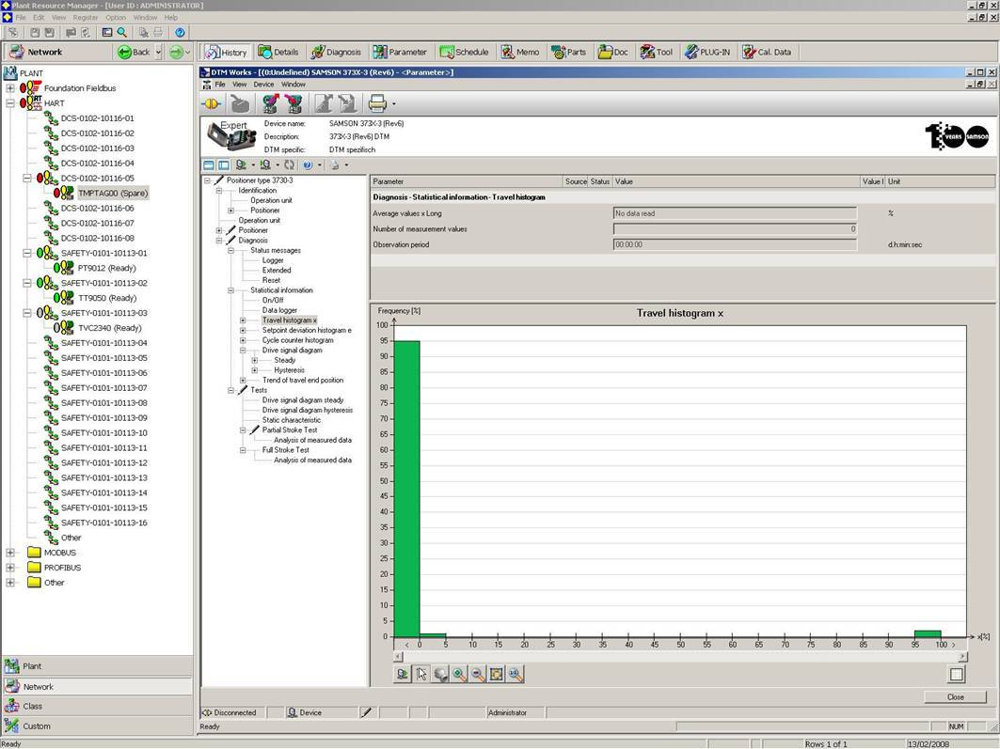 Plant Resource Manager - [User ID : ADMINISTRATOR]
File Edit View Register Option Window Help
Network Back
History Details Diagnosis Parameter Schedule Memo Parts Doc Tool PLUG-IN Cal. Data
PLANT
Foundation Fieldbus
HART
DCS-0102-10116-01
DCS-0102-10116-02
DCS-0102-10116-03
DCS-0102-10116-04
DCS-0102-10116-05
TMPTAG00 (Spare)
DCS-0102-10116-06
DCS-0102-10116-07
DCS-0102-10116-08
SAFETY-0101-10113-01
PT9012 (Ready)
SAFETY-0101-10113-02
TT9050 (Ready)
SAFETY-0101-10113-03
TVC2340 (Ready)
SAFETY-0101-10113-04
SAFETY-0101-10113-05
SAFETY-0101-10113-06
SAFETY-0101-10113-07
SAFETY-0101-10113-08
SAFETY-0101-10113-09
SAFETY-0101-10113-10
SAFETY-0101-10113-11
SAFETY-0101-10113-12
SAFETY-0101-10113-13
SAFETY-0101-10113-14
SAFETY-0101-10113-15
SAFETY-0101-10113-16
Other
MODBUS
PROFIBUS
Other
Plant
Network
Class
Custom
DTM Works - [(0:Undefined) SAMSON 373X-3 (Rev6) - <Parameter>]
File View Device Window
Expert
Device name: SAMSON 373X-3 (Rev6)
Description: 373X-3 (Rev6) DTM
DTM specific: DTM spezifisch
100 YEARS SAMSON
Positioner type 3730-3
Identification
Operation unit
Positioner
Operation unit
Positioner
Diagnosis
Status messages
Logger
Extended
Reset
Statistical information
On/Off
Data logger
Travel histogram x
Setpoint deviation histogram e
Cycle counter histogram
Drive signal diagram
Steady
Hysteresis
Trend of travel end position
Tests
Drive signal diagram steady
Drive signal diagram hysteresis
Static characteristic
Partial Stroke Test
Analysis of measured data
Full Stroke Test
Analysis of measured data
Parameter Source Status Value Value I Unit
Diagnosis - Statistical information - Travel histogram
Average values x Long No data read %
Number of measurement values 0
Observation period 00:00:00 d.h:min:sec
Frequency [%] Travel histogram x
100
95
90
85
80
75
70
65
60
55
50
45
40
35
30
25
20
15
10
5
0
< 0 5 10 15 20 25 30 35 40 45 50 55 60 65 70 75 80 85 90 95 100 > x[%]
Close
Disconnected Device Administrator
Ready NUM
Ready Rows 1 of 1 13/02/2008